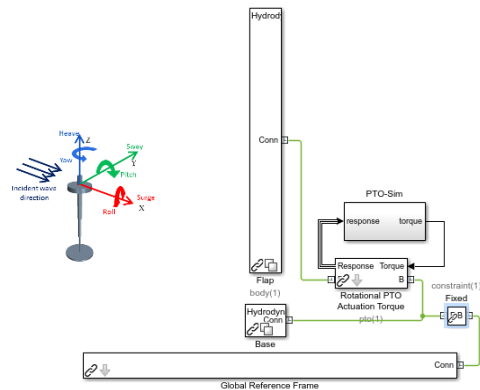 Hydrody
Conn
Flap
body(1)
Heave
Z
Sway
Yaw
Y
Pitch
Incident wave
direction
Surge
Roll
X
PTO-Sim
response torque
Response Torque
B
Rotational PTO
Actuation Torque
pto(1)
constraint(1)
Fixed
B
Hydrodyn
Conn
Base
Conn
Global Reference Frame